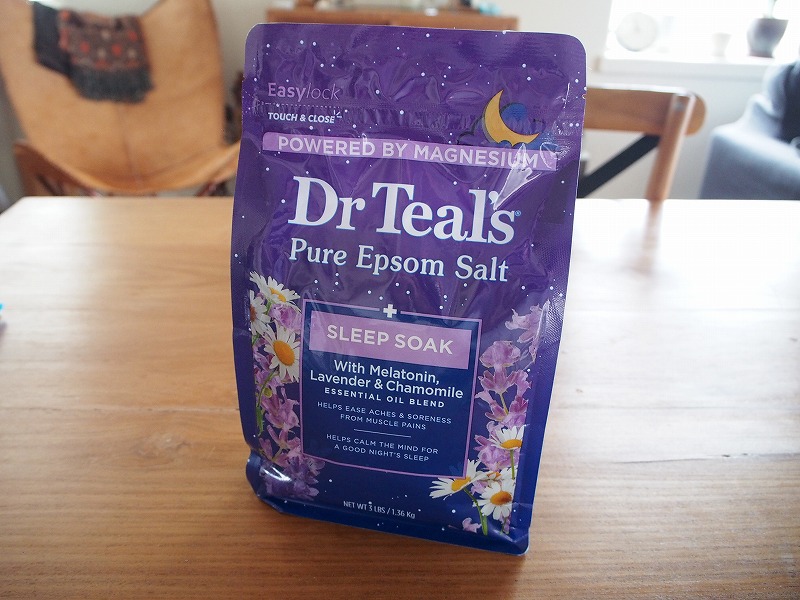 Easylock
TOUCH & CLOSE™
POWERED BY MAGNESIUM
Dr Teal's®
Pure Epsom Salt
+
SLEEP SOAK
With Melatonin,
Lavender & Chamomile
ESSENTIAL OIL BLEND
HELPS EASE ACHES & SORENESS
FROM MUSCLE PAINS
HELPS CALM THE MIND FOR
A GOOD NIGHT'S SLEEP
NET WT 3 LBS / 1.36 Kg